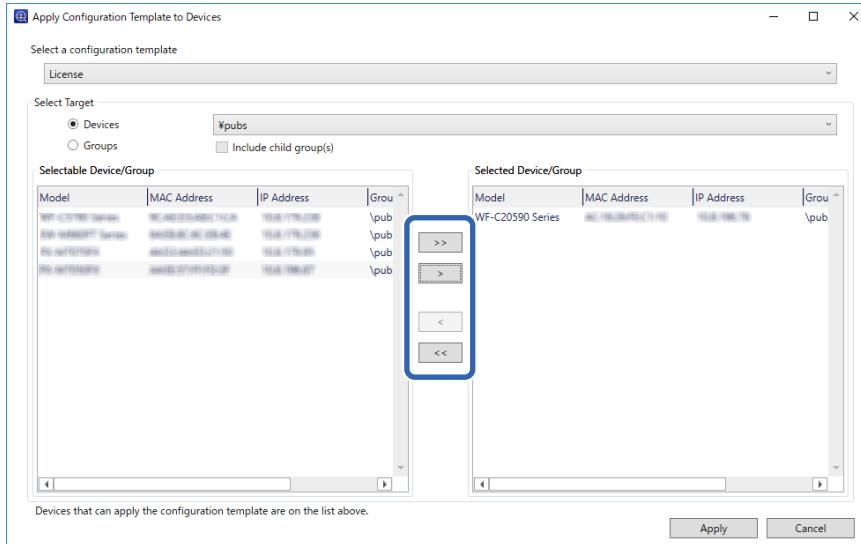 Apply Configuration Template to Devices
Select a configuration template
License
Select Target
Devices
¥pubs
Groups
Include child group(s)
Selectable Device/Group
Selected Device/Group
Model MAC Address IP Address Grou
Model MAC Address IP Address Grou
\pub
WF-C20590 Series \pub
>>
\pub
\pub
>
\pub
<
<<
Devices that can apply the configuration template are on the list above.
Apply
Cancel